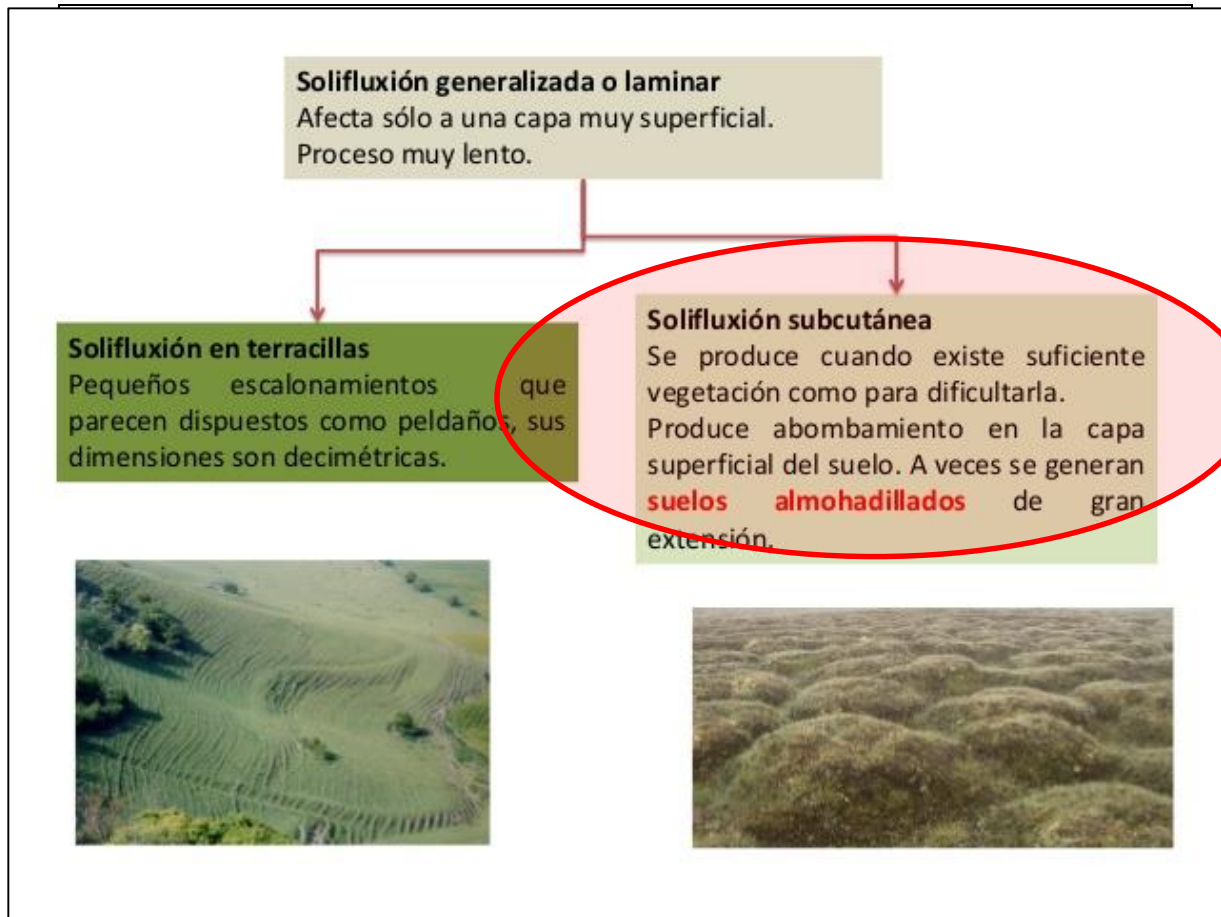 Solifluxión generalizada o laminar
Afecta sólo a una capa muy superficial.
Proceso muy lento.
Solifluxión en terracillas
Pequeños escalonamientos que
parecen dispuestos como peldaños, sus
dimensiones son decimétricas.
Solifluxión subcutánea
Se produce cuando existe suficiente
vegetación como para dificultarla.
Produce abombamiento en la capa
superficial del suelo. A veces se generan
suelos almohadillados de gran
extensión.